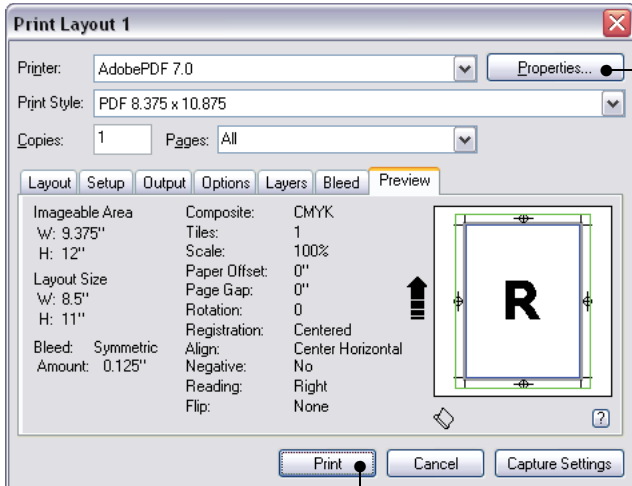 Print Layout 1
Printer: AdobePDF 7.0 Properties...
Print Style: PDF 8.375 x 10.875
Copies: 1 Pages: All
Layout Setup Output Options Layers Bleed Preview
Imageable Area
W: 9.375"
H: 12"
Layout Size
W: 8.5"
H: 11"
Bleed: Symmetric
Amount: 0.125"
Composite: CMYK
Tiles: 1
Scale: 100%
Paper Offset: 0"
Page Gap: 0"
Rotation: 0
Registration: Centered
Align: Center Horizontal
Negative: No
Reading: Right
Flip: None
R
?
Print Cancel Capture Settings